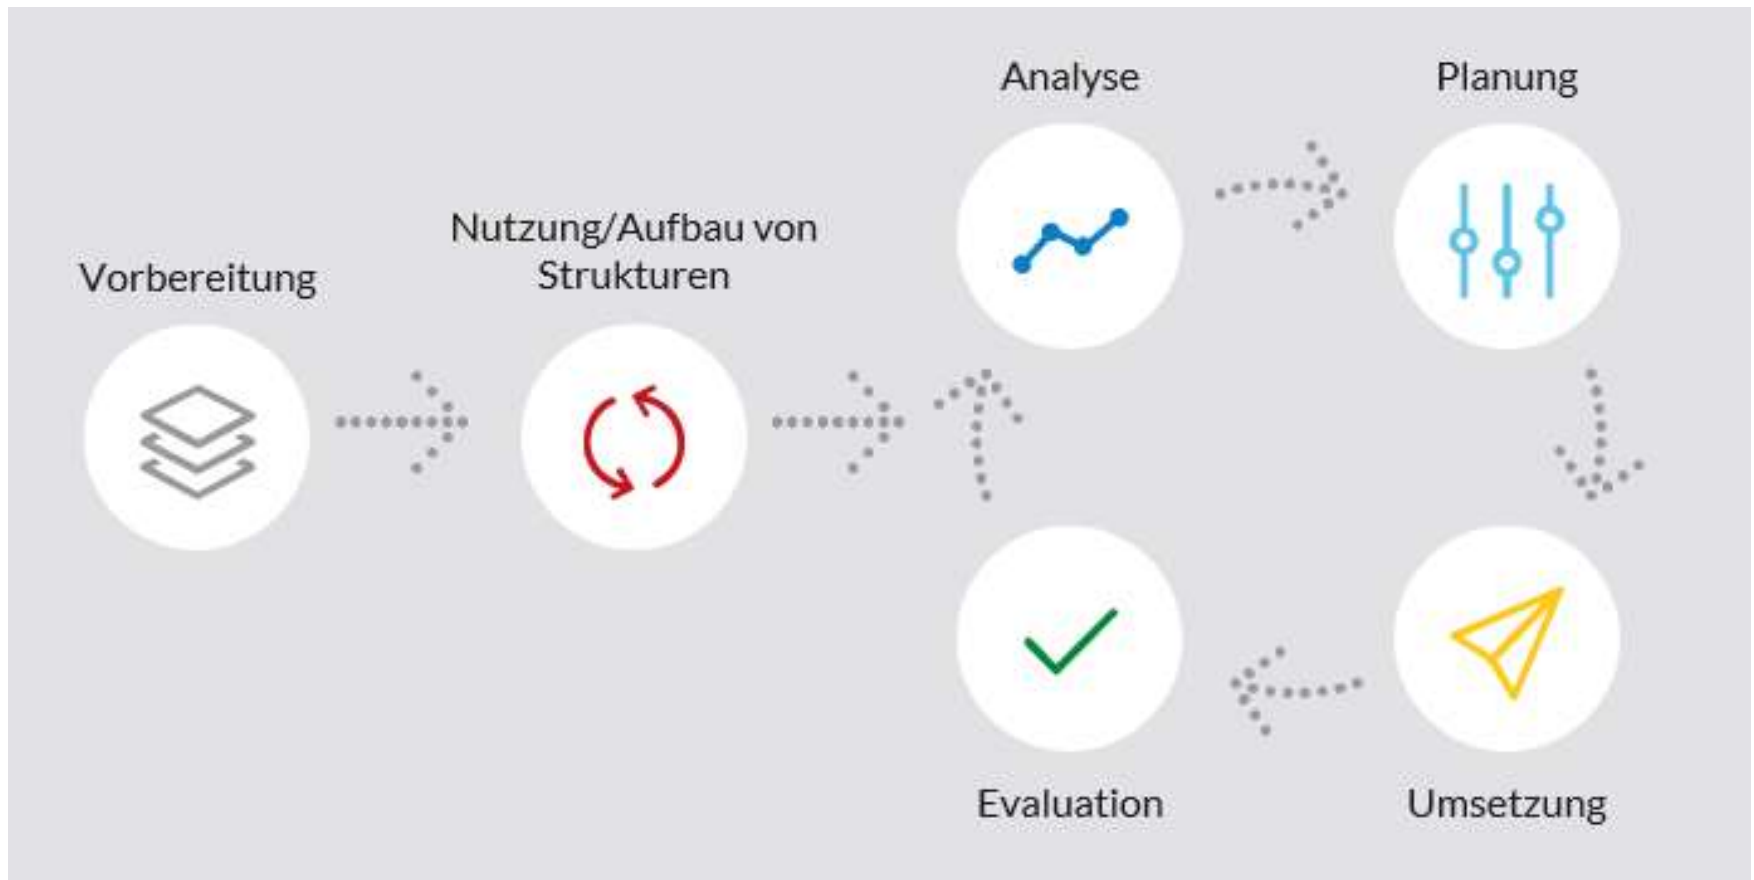 Vorbereitung
Nutzung/Aufbau von
Strukturen
Analyse
Planung
Umsetzung
Evaluation